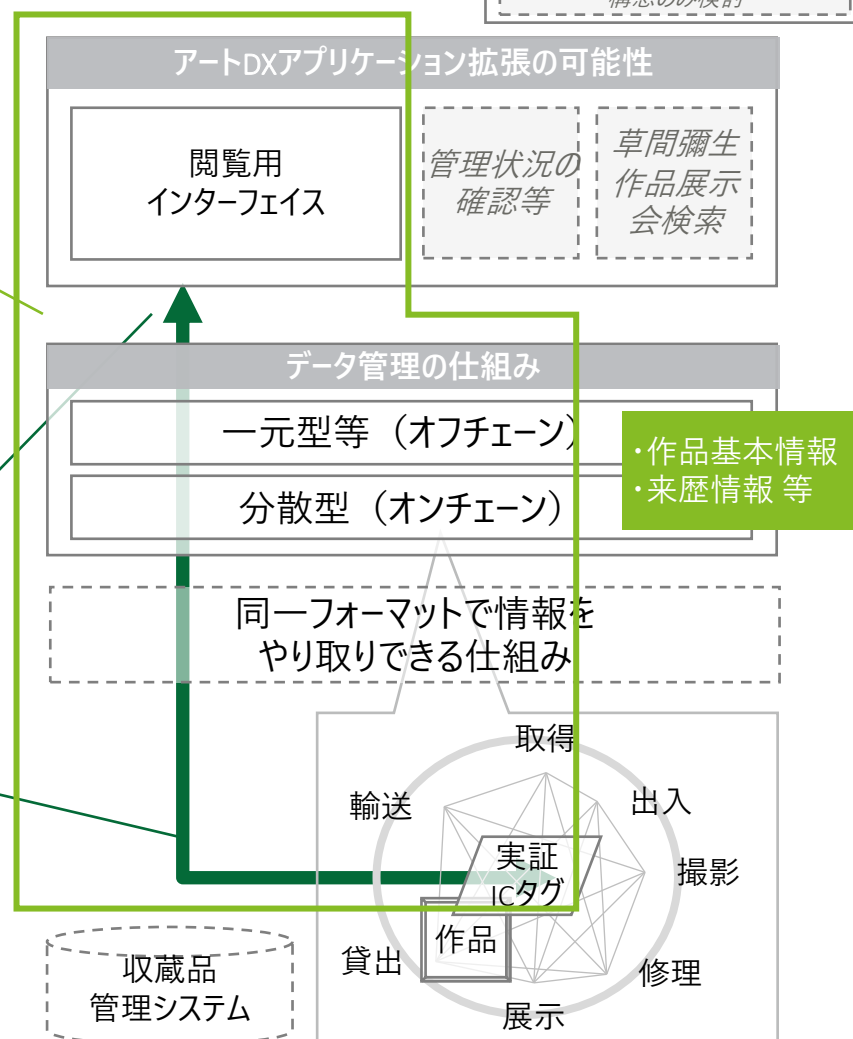 構想のみ検討
アートDXアプリケーション拡張の可能性
閲覧用
インターフェイス
管理状況の
確認等
草間彌生
作品展示
会検索
データ管理の仕組み
一元型等（オフチェーン）
分散型（オンチェーン）
・作品基本情報
・来歴情報 等
同一フォーマットで情報を
やり取りできる仕組み
取得
輸送
出入
実証
ICタグ
撮影
作品
貸出
修理
展示
収蔵品
管理システム